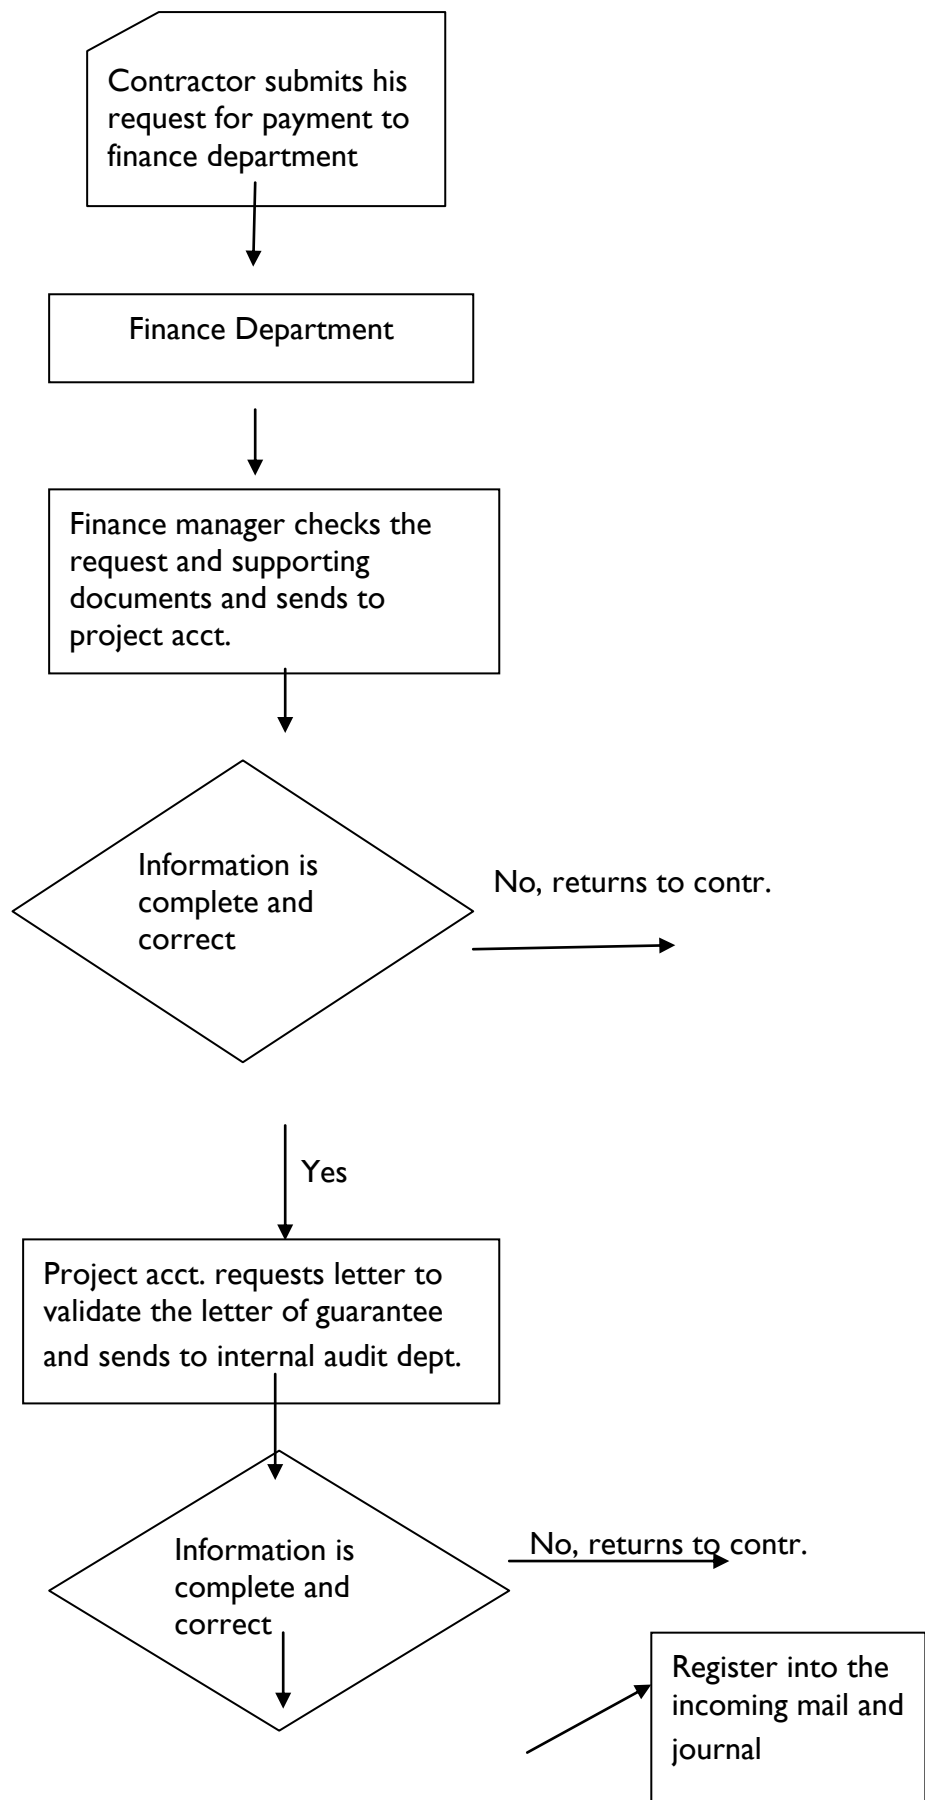 Contractor submits his
request for payment to
finance department
Finance Department
Finance manager checks the
request and supporting
documents and sends to
project acct.
Information is
complete and
correct
No, returns to contr.
Yes
Project acct. requests letter to
validate the letter of guarantee
and sends to internal audit dept.
No, returns to contr.
Information is
complete and
correct
Register into the
incoming mail and
journal